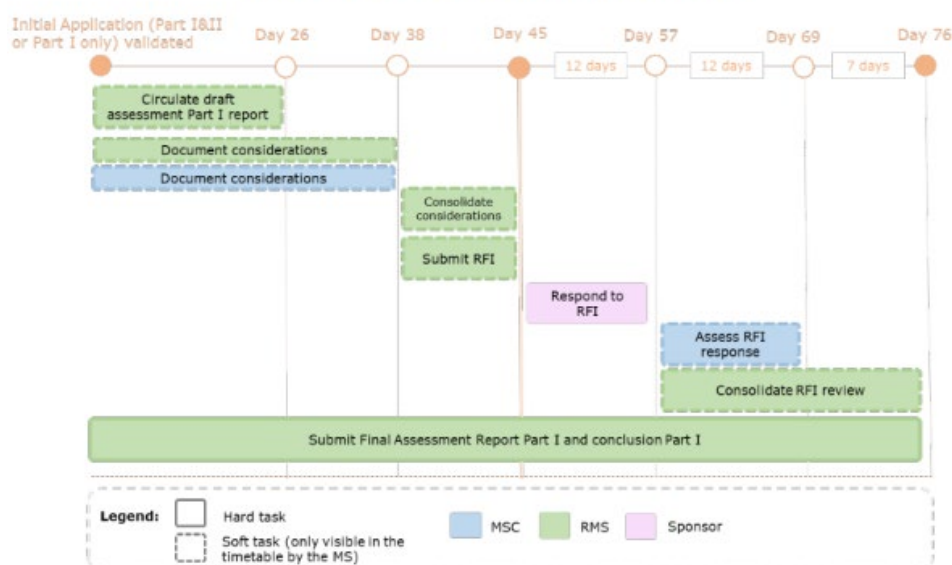 Initial Application (Part I&II
or Part I only) validated
Day 26
Day 38
Day 45
Day 57
Day 69
Day 76
12 days
12 days
7 days
Circulate draft
assessment Part I report
Document considerations
Document considerations
Consolidate
considerations
Submit RFI
Respond to
RFI
Assess RFI
response
Consolidate RFI review
Submit Final Assessment Report Part I and conclusion Part I
Legend:
Hard task
MSC
RMS
Sponsor
Soft task (only visible in the
timetable by the MS)